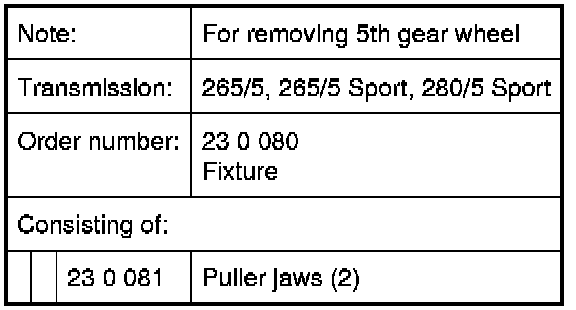 Note: For removing 5th gear wheel
Transmission: 265/5, 265/5 Sport, 280/5 Sport
Order number: 23 0 080
Fixture
Consisting of:
23 0 081 Puller jaws (2)